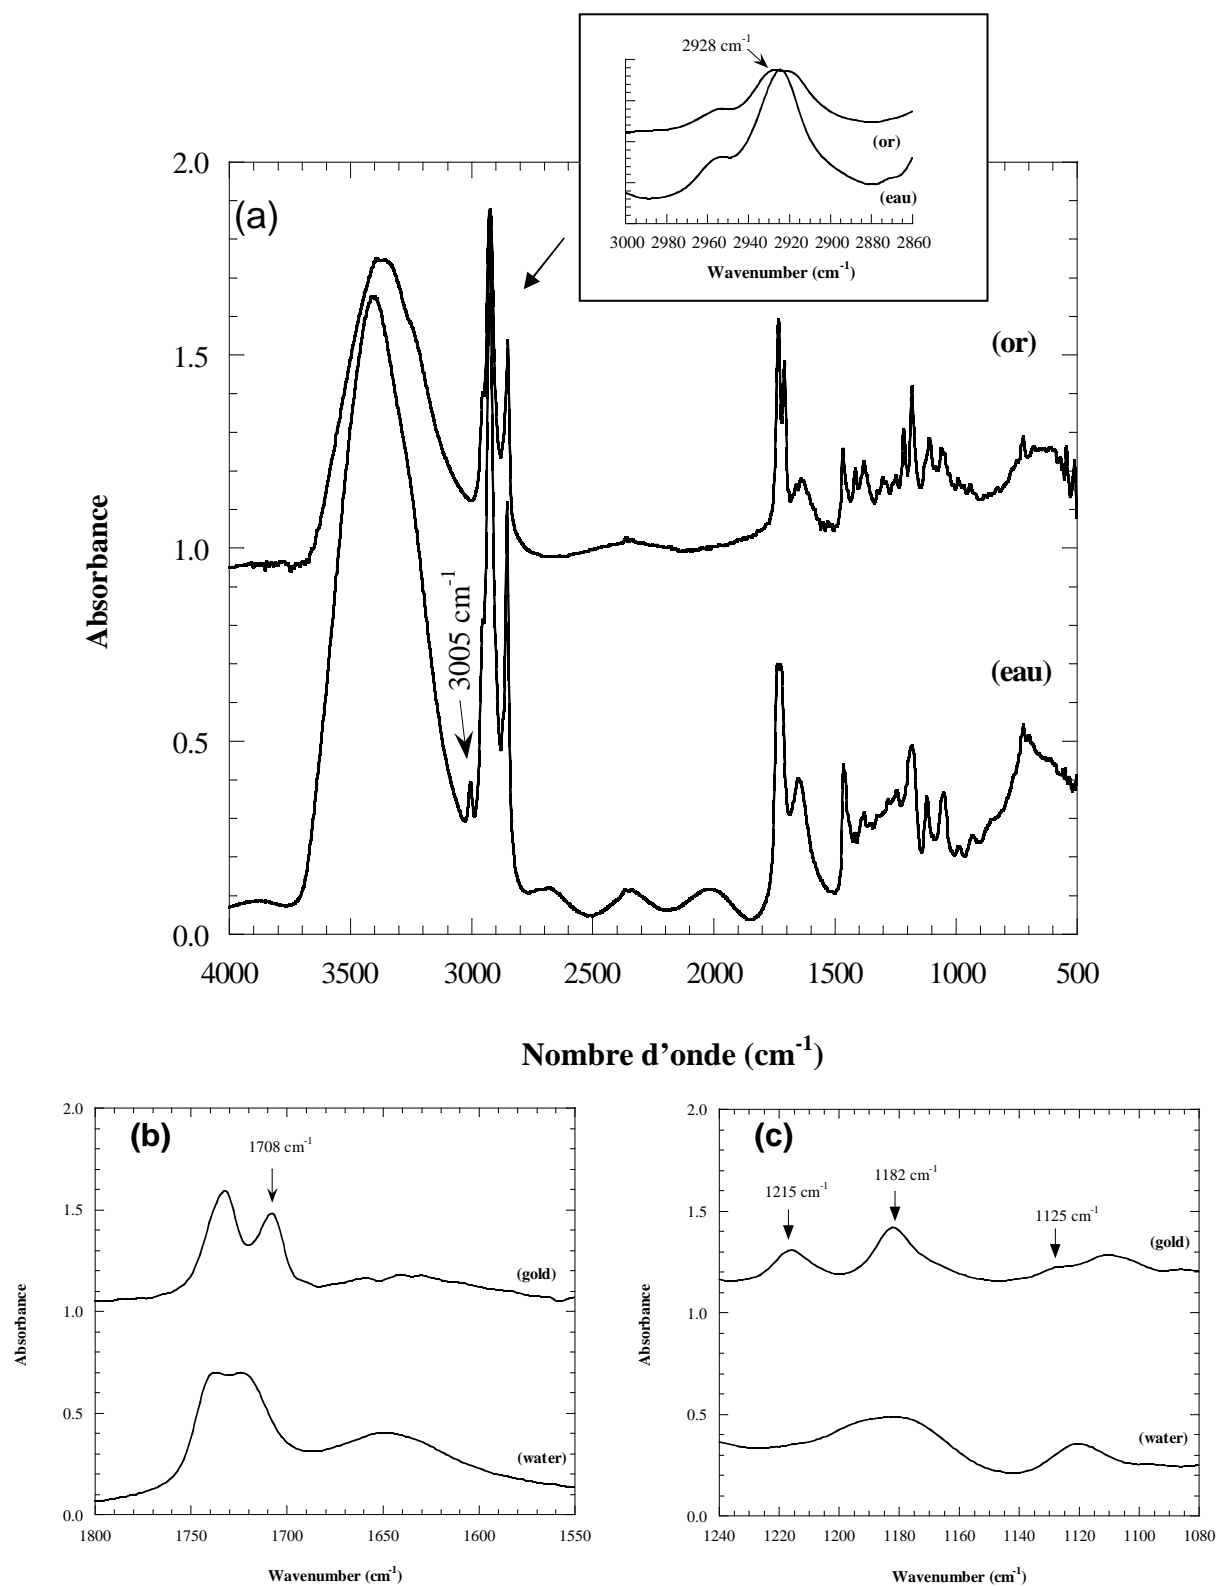 2928 cm-1
(or)
(eau)
3000 2980 2960 2940 2920 2900 2880 2860
Wavenumber (cm-1)
(a)
2.0
1.5
1.0
0.5
0.0
Absorbance
(or)
(eau)
3005 cm-1
4000 3500 3000 2500 2000 1500 1000 500
Nombre d’onde (cm-1)
(b)
1708 cm-1
2.0
1.5
1.0
0.5
0.0
Absorbance
(gold)
(water)
1800 1750 1700 1650 1600 1550
Wavenumber (cm-1)
(c)
1215 cm-1
1182 cm-1
1125 cm-1
2.0
1.5
1.0
0.5
0.0
Absorbance
(gold)
(water)
1240 1220 1200 1180 1160 1140 1120 1100 1080
Wavenumber (cm-1)